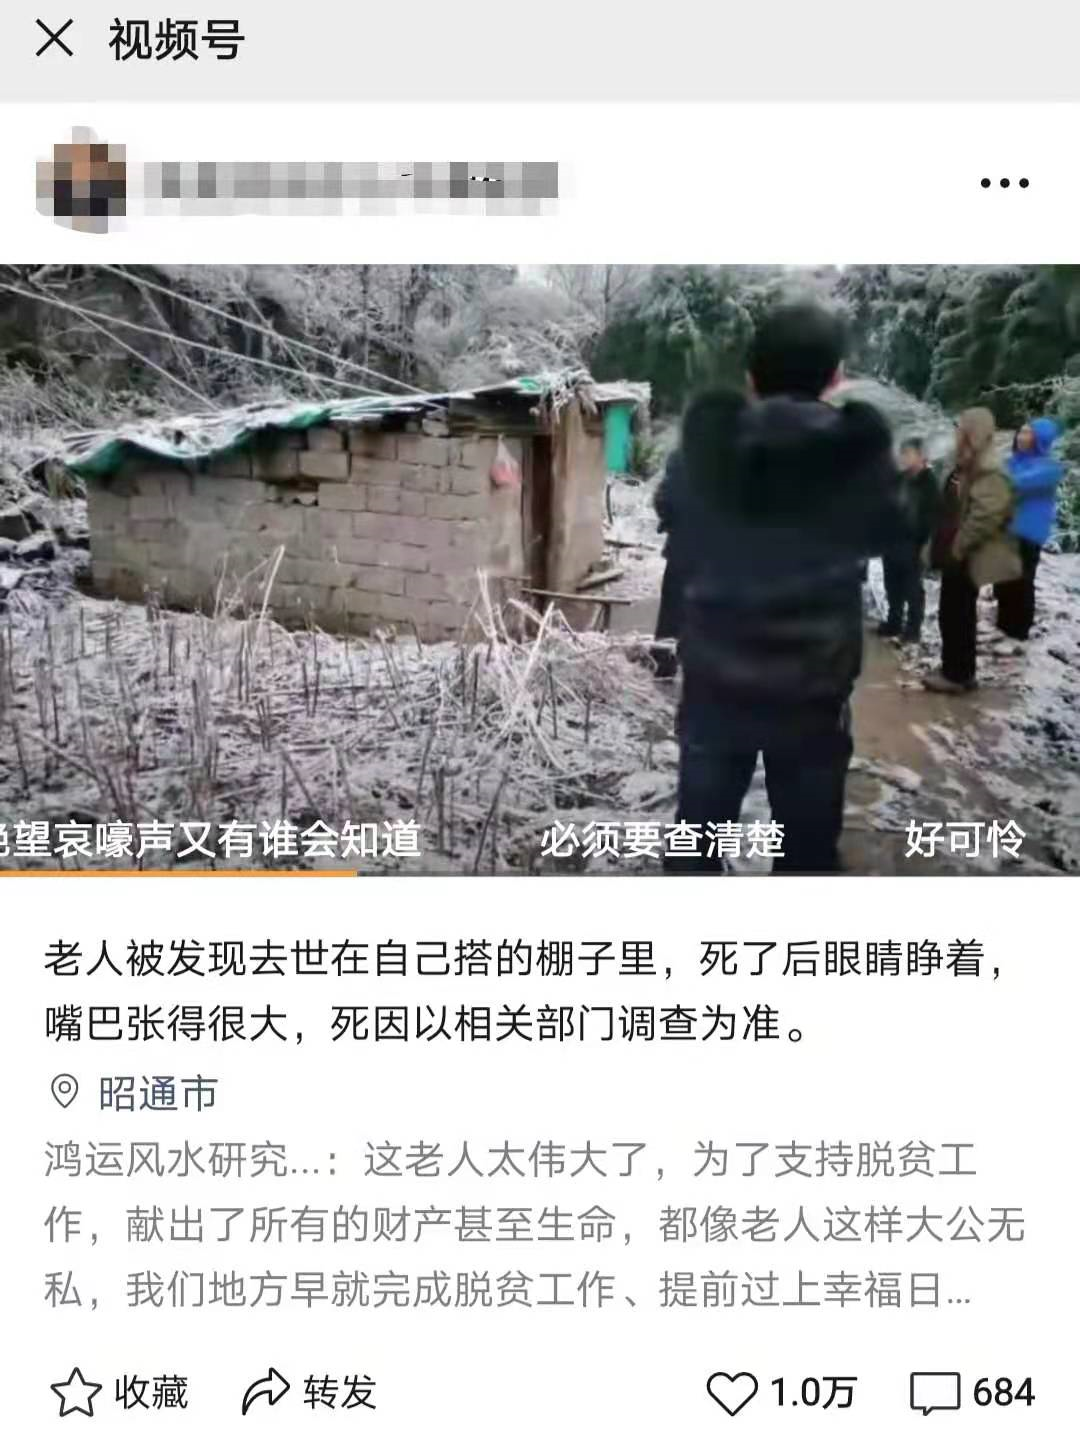 视频号
望哀嚎声又有谁会知道 必须要查清楚 好可怜
老人被发现去世在自己搭的棚子里，死了后眼睛睁着，
嘴巴张得很大，死因以相关部门调查为准。
昭通市
鸿运风水研究...：这老人太伟大了，为了支持脱贫工
作，献出了所有的财产甚至生命，都像老人这样大公无
私，我们地方早就完成脱贫工作、提前过上幸福日...
收藏 转发 1.0万 684